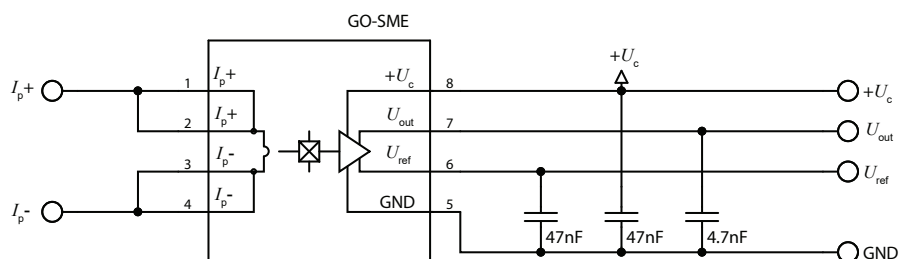 GO-SME
+Uc
Ip+ 1 Ip+ +Uc 8 +Uc
2 Ip+ Uout 7 Uout
3 Ip- Uref 6 Uref
Ip- 4 Ip- GND 5
47nF 47nF 4.7nF
GND